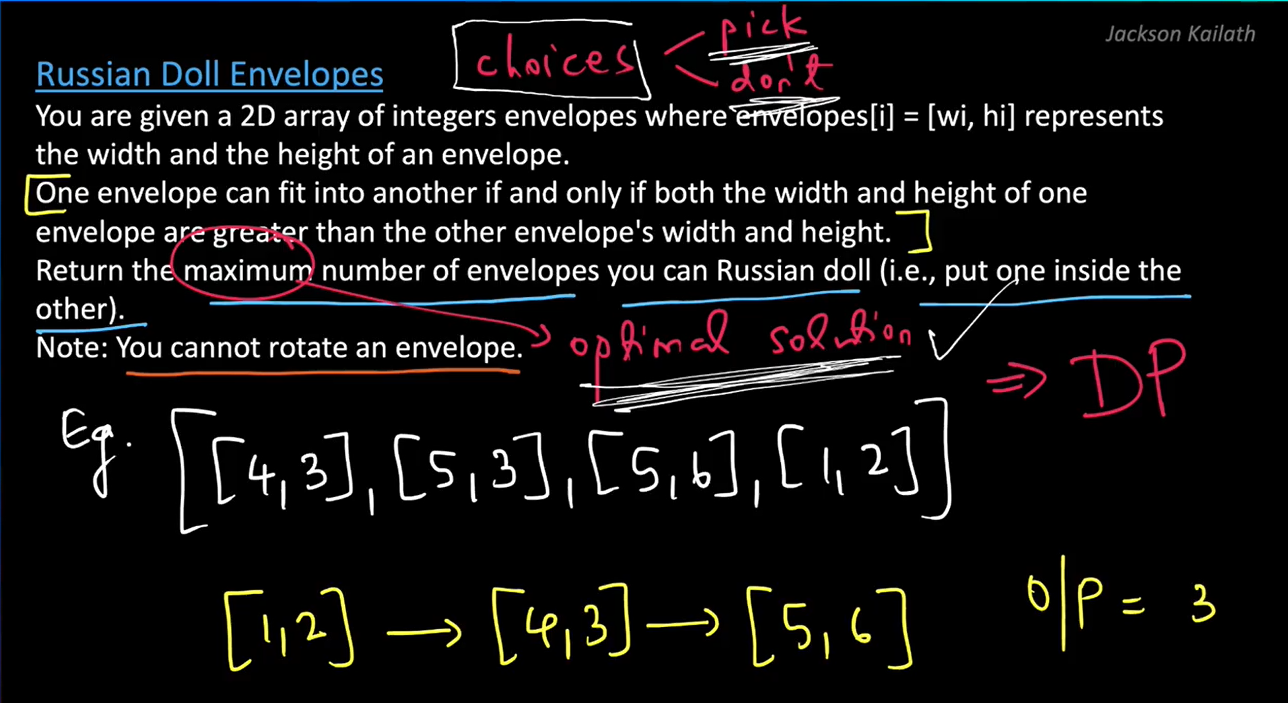 Jackson Kailath
choices
pick
don't
Russian Doll Envelopes
You are given a 2D array of integers envelopes where envelopes[i] = [wi, hi] represents
the width and the height of an envelope.
One envelope can fit into another if and only if both the width and height of one
envelope are greater than the other envelope's width and height.
Return the maximum number of envelopes you can Russian doll (i.e., put one inside the
other).
Note: You cannot rotate an envelope.
optimal solution
⇒ DP
Eg. [[4,3],[5,3],[5,6],[1,2]]
[1,2] → [4,3] → [5,6]
O|P = 3